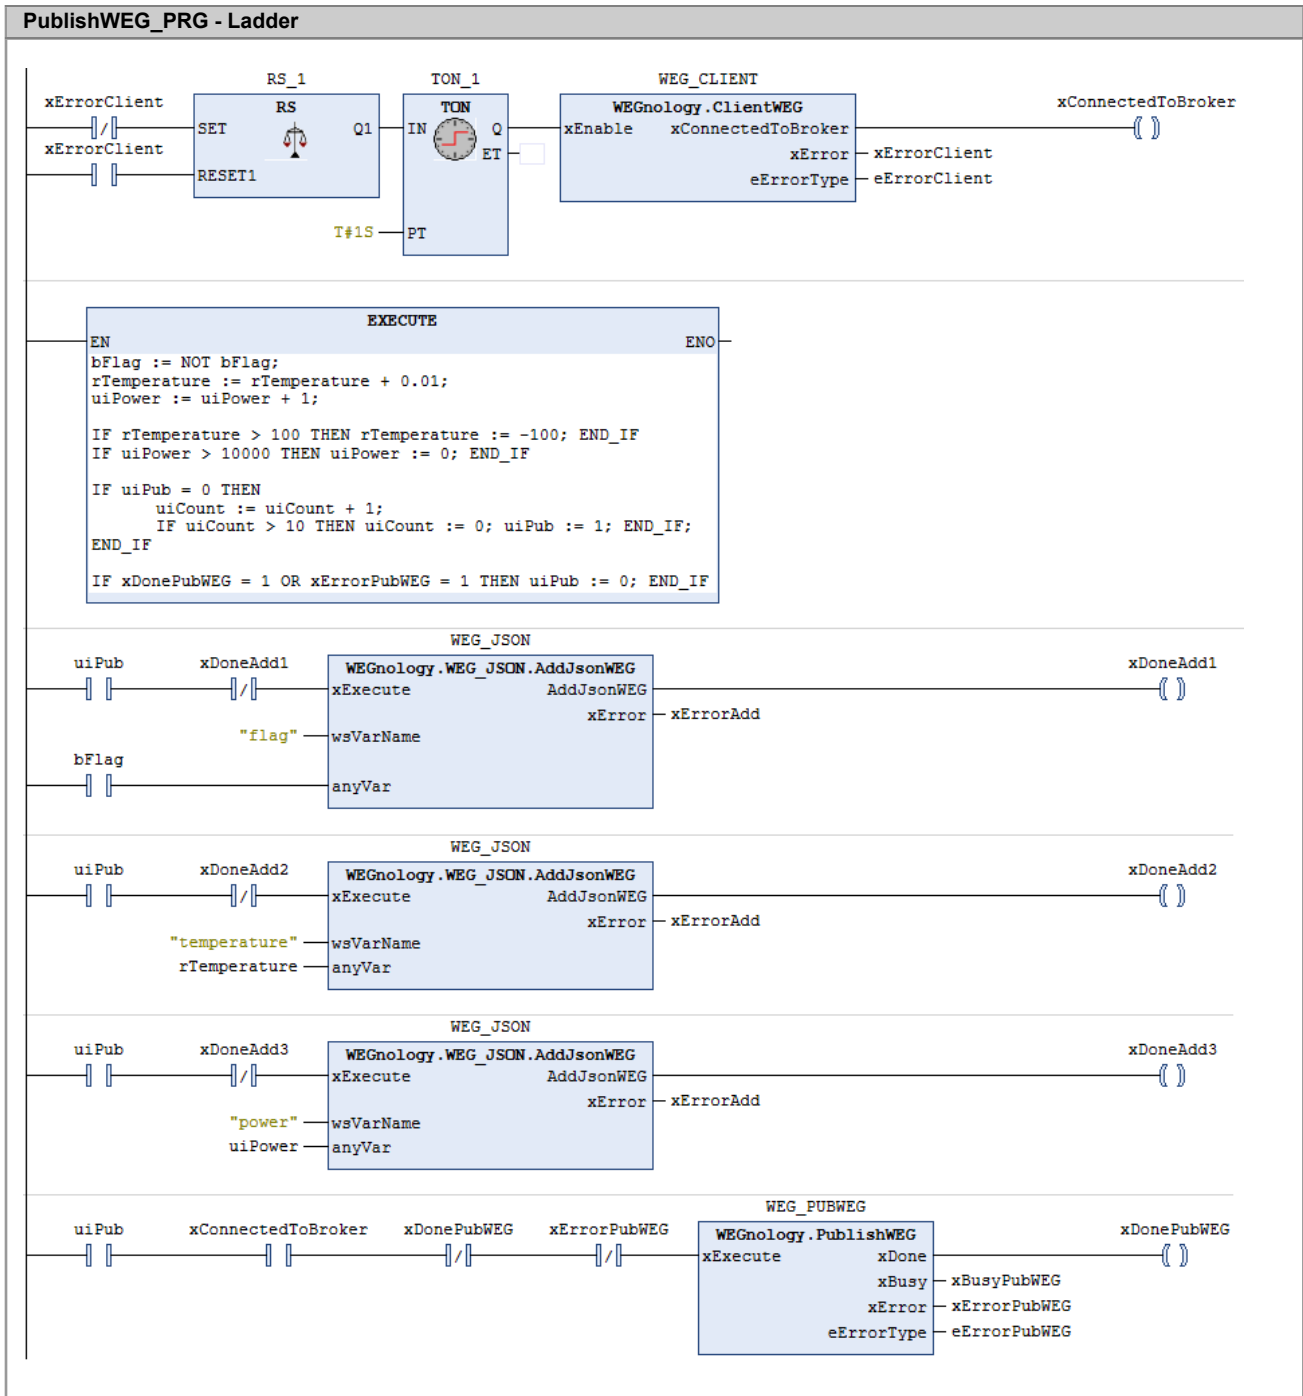 PublishWEG_PRG - Ladder
RS_1 TON_1 WEG_CLIENT
xErrorClient RS TON WEGnology.ClientWEG xConnectedToBroker
SET Q1 IN Q xEnable xConnectedToBroker
xErrorClient ET xError xErrorClient
RESET1 eErrorType eErrorClient
T#1S PT
EXECUTE
EN ENO
bFlag := NOT bFlag;
rTemperature := rTemperature + 0.01;
uiPower := uiPower + 1;
IF rTemperature > 100 THEN rTemperature := -100; END_IF
IF uiPower > 10000 THEN uiPower := 0; END_IF
IF uiPub = 0 THEN
uiCount := uiCount + 1;
IF uiCount > 10 THEN uiCount := 0; uiPub := 1; END_IF;
END_IF
IF xDonePubWEG = 1 OR xErrorPubWEG = 1 THEN uiPub := 0; END_IF
WEG_JSON
uiPub xDoneAdd1 WEGnology.WEG_JSON.AddJsonWEG xDoneAdd1
xExecute AddJsonWEG
xError xErrorAdd
"flag" wsVarName
bFlag
anyVar
WEG_JSON
uiPub xDoneAdd2 WEGnology.WEG_JSON.AddJsonWEG xDoneAdd2
xExecute AddJsonWEG
xError xErrorAdd
"temperature" wsVarName
rTemperature anyVar
WEG_JSON
uiPub xDoneAdd3 WEGnology.WEG_JSON.AddJsonWEG xDoneAdd3
xExecute AddJsonWEG
xError xErrorAdd
"power" wsVarName
uiPower anyVar
WEG_PUBWEG
uiPub xConnectedToBroker xDonePubWEG xErrorPubWEG WEGnology.PublishWEG xDonePubWEG
xExecute xDone
xBusy xBusyPubWEG
xError xErrorPubWEG
eErrorType eErrorPubWEG